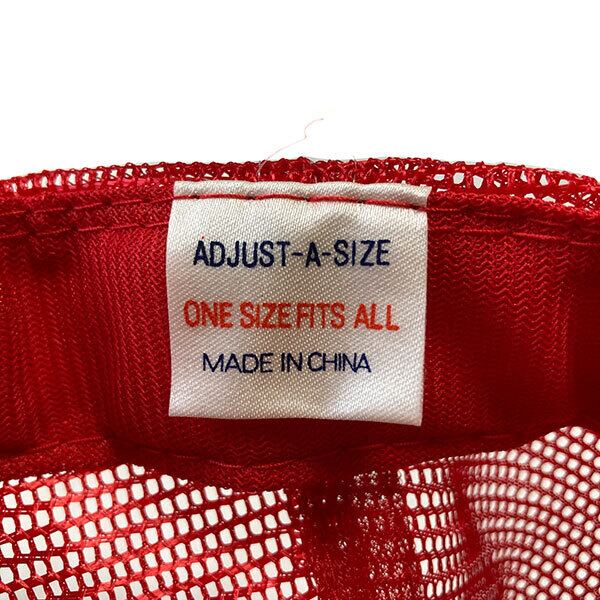 ADJUST-A-SIZE
ONE SIZE FITS ALL
MADE IN CHINA